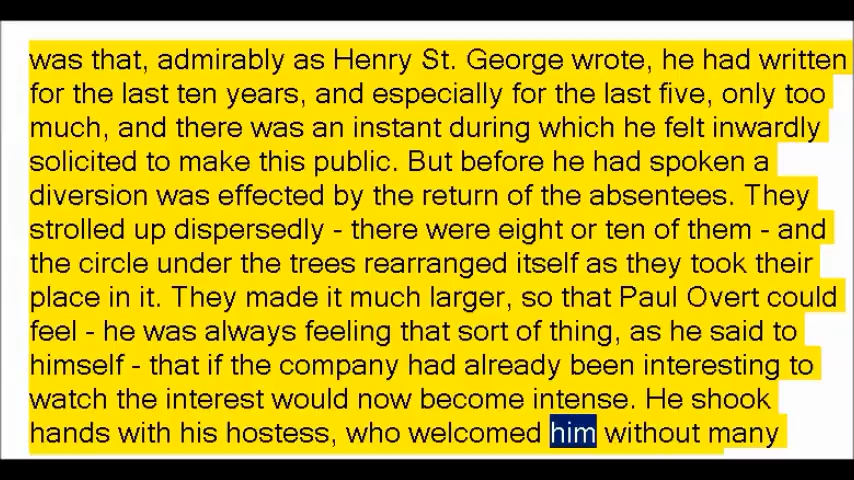 was that, admirably as Henry St. George wrote, he had written
for the last ten years, and especially for the last five, only too
much, and there was an instant during which he felt inwardly
solicited to make this public. But before he had spoken a
diversion was effected by the return of the absentees. They
strolled up dispersedly - there were eight or ten of them - and
the circle under the trees rearranged itself as they took their
place in it. They made it much larger, so that Paul Overt could
feel - he was always feeling that sort of thing, as he said to
himself - that if the company had already been interesting to
watch the interest would now become intense. He shook
hands with his hostess, who welcomed him without many